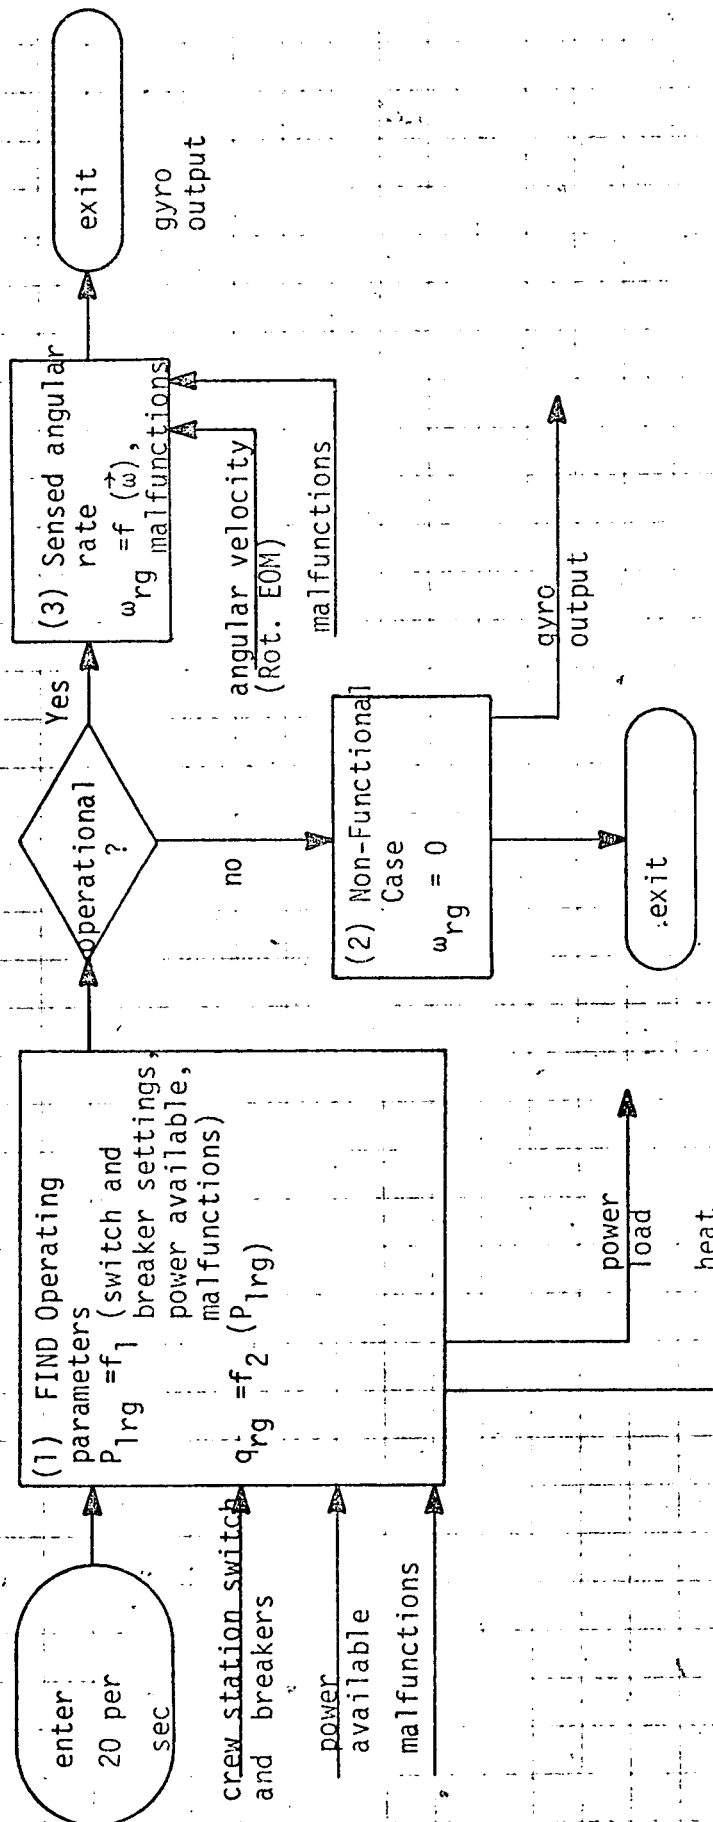 enter
20 per
sec
crew station switch
and breakers
power
available
malfunctions
(1) FIND Operating
parameters
P1rg =f1 (switch and
breaker settings,
power available,
malfunctions)
qrg =f2 (P1rg)
power
load
heat
operational
?
Yes
no
(2) Non-Functional
Case
ωrg = 0
gyro
output
exit
(3) Sensed angular
rate
ωrg =f (ω⃗),
malfunctions
angular velocity
(Rot. EOM)
malfunctions
exit
gyro
output